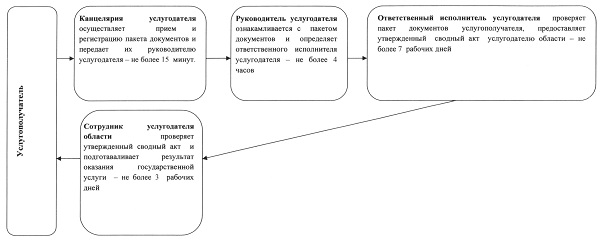 Услугополучатель
Канцелярия услугодателя
осуществляет прием и
регистрацию пакета документов и
передает их руководителю
услугодателя – не более 15 минут.
Руководитель услугодателя
ознакамливается с пакетом
документов и определяет
ответственного исполнителя
услугодателя – не более 4
часов
Ответственный исполнитель услугодателя проверяет
пакет документов услугополучателя, предоставляет
утвержденный сводный акт услугодателю области – не
более 7 рабочих дней
Сотрудник услугодателя
области проверяет
утвержденный сводный акт и
подготавливает результат
оказания государственной
услуги – не более 3 рабочих
дней